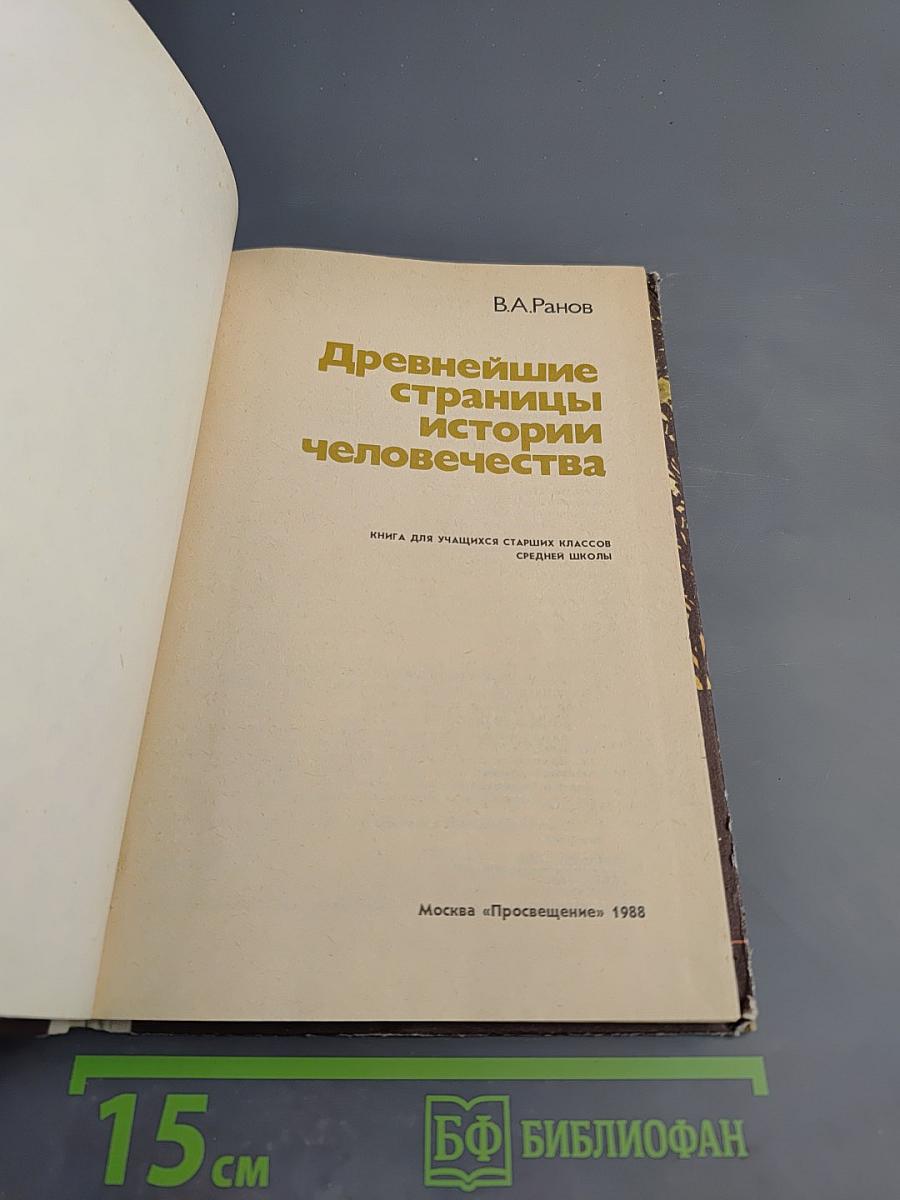 В.А.Ранов
Древнейшие
страницы
истории
человечества
КНИГА ДЛЯ УЧАЩИХСЯ СТАРШИХ КЛАССОВ
СРЕДНЕЙ ШКОЛЫ
Москва «Просвещение» 1988
15 СМ
БФ БИБЛИОФАН